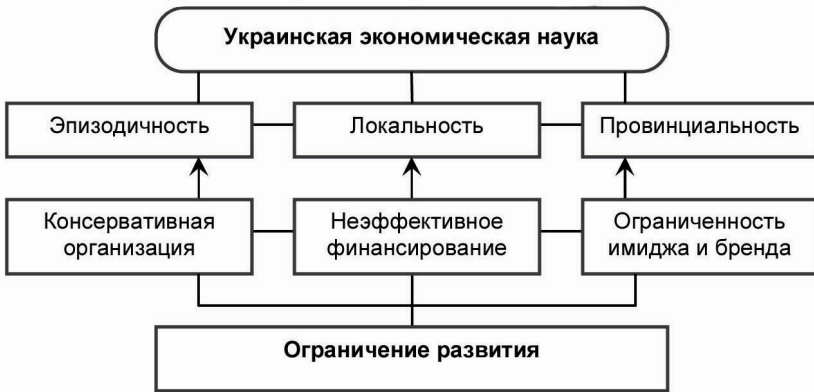 Украинская экономическая наука
Эпизодичность
Локальность
Провинциальность
Консервативная
организация
Неэффективное
финансирование
Ограниченность
имиджа и бренда
Ограничение развития